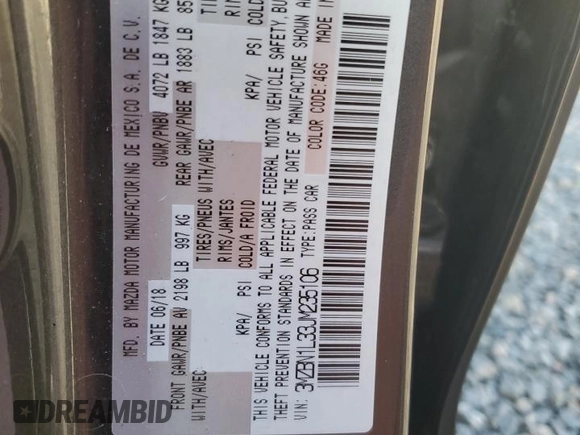 MFD. BY MAZDA MOTOR MANUFACTURING DE MEXICO S.A. DE C.V.
DATE 06/18 GVWR/PNBV 4072 LB 1847 KG
FRONT GAWR/PNBE AV 2198 LB 997 KG REAR GAWR/PNBE AR 1883 LB
WITH/AVEC TIRES/PNEUS WITH/AVEC
RIMS/JANTES
KPA/ PSI COLD/A FROID KPA/ PSI COLD
THIS VEHICLE CONFORMS TO ALL APPLICABLE FEDERAL MOTOR VEHICLE SAFETY,
THEFT PREVENTION STANDARDS IN EFFECT ON THE DATE OF MANUFACTURE SHOWN
VIN: 3MZBN1L33JM235106 TYPE:PASS CAR COLOR CODE:46G MADE IN
DREAMBID